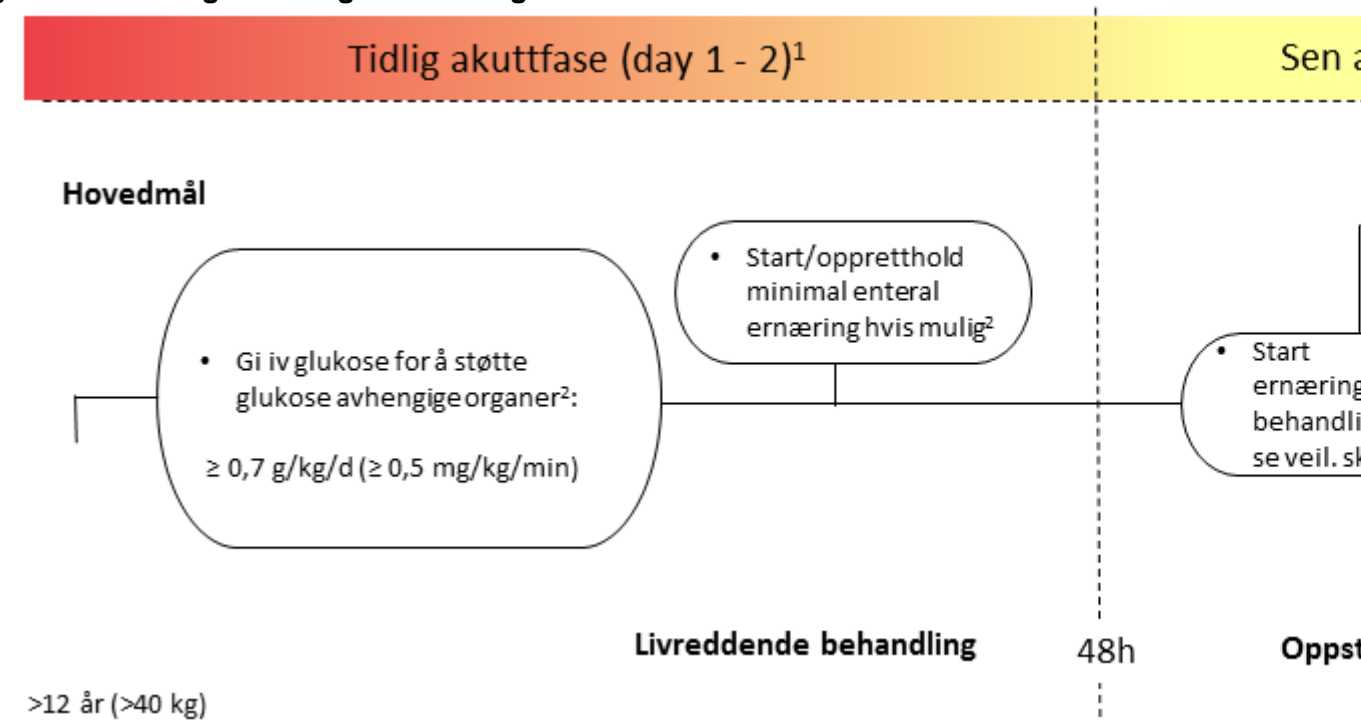 Tidlig akuttfase (day 1 - 2)¹
Sen
Hovedmål
• Start/oppretthold
minimal enteral
ernæring hvis mulig²
• Gi iv glukose for å støtte
glukose avhengige organer²:
≥ 0,7 g/kg/d (≥ 0,5 mg/kg/min)
• Start
ernæring
behandli
se veil. sk
Livreddende behandling
48h
Oppst
>12 år (>40 kg)